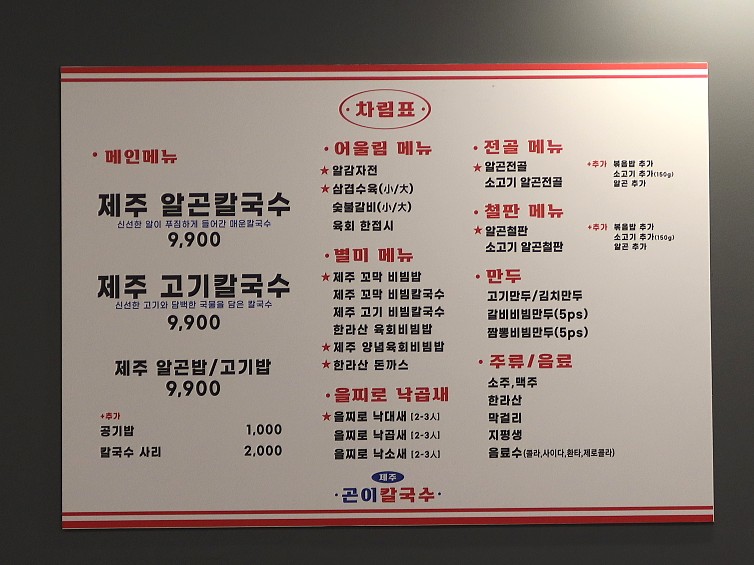 차림표
메인메뉴
제주 알곤칼국수
신선한 알이 푸짐하게 들어간 매운칼국수
9,900
제주 고기칼국수
신선한 고기와 담백한 국물을 담은 칼국수
9,900
제주 알곤밥/고기밥
9,900
+추가
공기밥 1,000
칼국수 사리 2,000
어울림 메뉴
★알감자전
★삼겹수육(小/大)
숯불갈비(小/大)
육회 한접시
별미 메뉴
★제주 꼬막 비빔밥
제주 꼬막 비빔칼국수
제주 고기 비빔칼국수
한라산 육회비빔밥
★제주 양념육회비빔밥
★한라산 돈까스
을찌로 낙곱새
★을찌로 낙대새 [2-3人]
을찌로 낙곱새 [2-3人]
을찌로 낙소새 [2-3人]
전골 메뉴
★알곤전골
소고기 알곤전골
+추가 볶음밥 추가
소고기 추가(150g)
알곤 추가
철판 메뉴
★알곤철판
소고기 알곤철판
+추가 볶음밥 추가
소고기 추가(150g)
알곤 추가
만두
고기만두/김치만두
갈비비빔만두(5ps)
짬뽕비빔만두(5ps)
주류/음료
소주,맥주
한라산
막걸리
지평생
음료수(콜라,사이다,환타,제로콜라)
제주
곤이칼국수